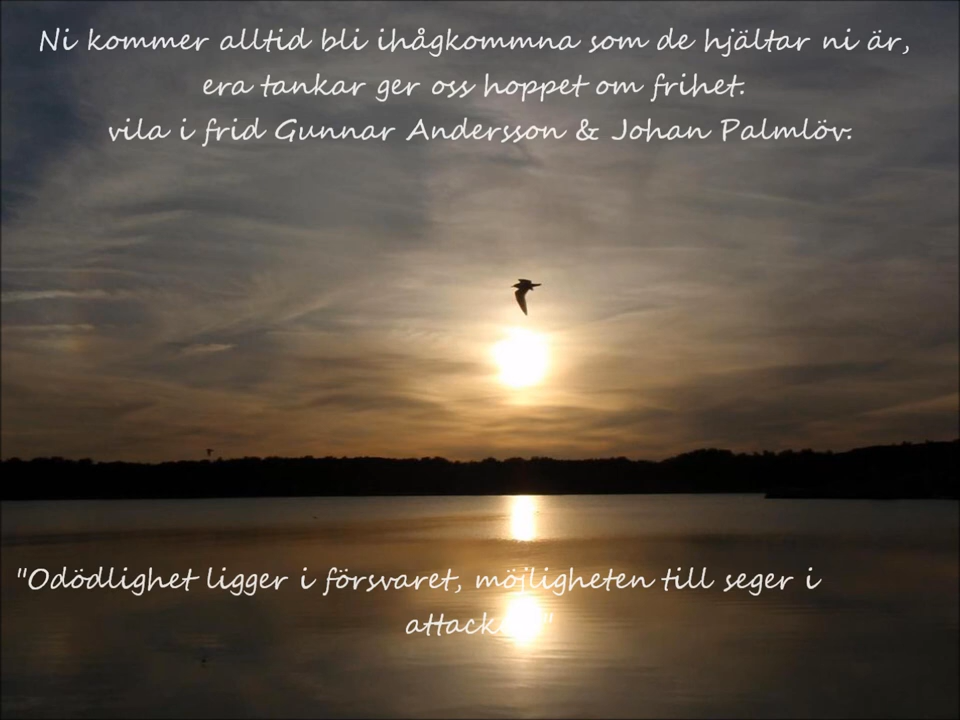 Ni kommer alltid bli ihågkommna som de hjältar ni är,
era tankar ger oss hoppet om frihet.
vila i frid Gunnar Andersson & Johan Palmlöv.
"Odödlighet ligger i försvaret, möjligheten till seger i